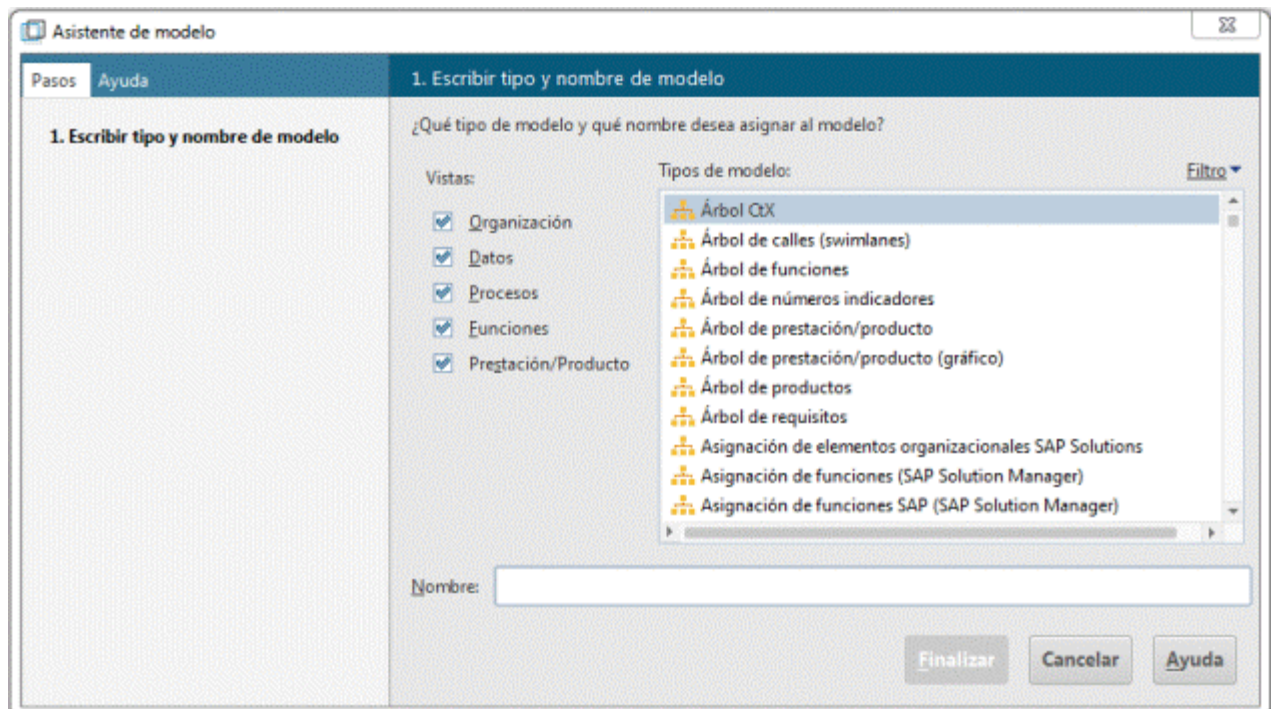 Asistente de modelo
Pasos Ayuda
1. Escribir tipo y nombre de modelo
1. Escribir tipo y nombre de modelo
¿Qué tipo de modelo y qué nombre desea asignar al modelo?
Vistas:
Organización
Datos
Procesos
Funciones
Prestación/Producto
Tipos de modelo:
Filtro
Árbol CtX
Árbol de calles (swimlanes)
Árbol de funciones
Árbol de números indicadores
Árbol de prestación/producto
Árbol de prestación/producto (gráfico)
Árbol de productos
Árbol de requisitos
Asignación de elementos organizacionales SAP Solutions
Asignación de funciones (SAP Solution Manager)
Asignación de funciones SAP (SAP Solution Manager)
Nombre:
Finalizar Cancelar Ayuda